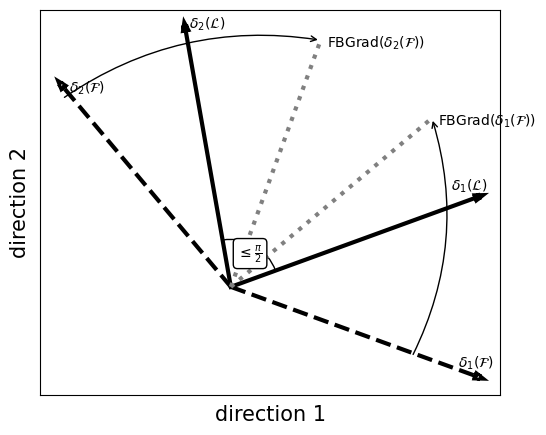 δ₂(ℒ)
FBGrad(δ₂(ℱ))
δ₂(ℱ)
FBGrad(δ₁(ℱ))
δ₁(ℒ)
≤ π/2
δ₁(ℱ)
direction 2
direction 1